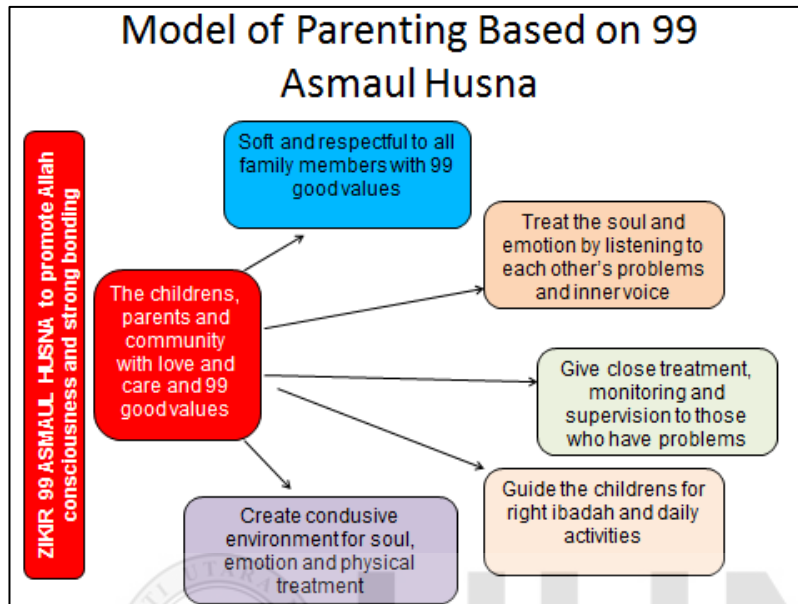 Model of Parenting Based on 99
Asmaul Husna
ZIKIR 99 ASMAUL HUSNA to promote Allah
consciousness and strong bonding
Soft and respectful to all
family members with 99
good values
Treat the soul and
emotion by listening to
each other's problems
and inner voice
The childrens,
parents and
community
with love and
care and 99
good values
Give close treatment,
monitoring and
supervision to those
who have problems
Guide the childrens for
right ibadah and daily
activities
Create condusive
environment for soul,
emotion and physical
treatment
UTARA